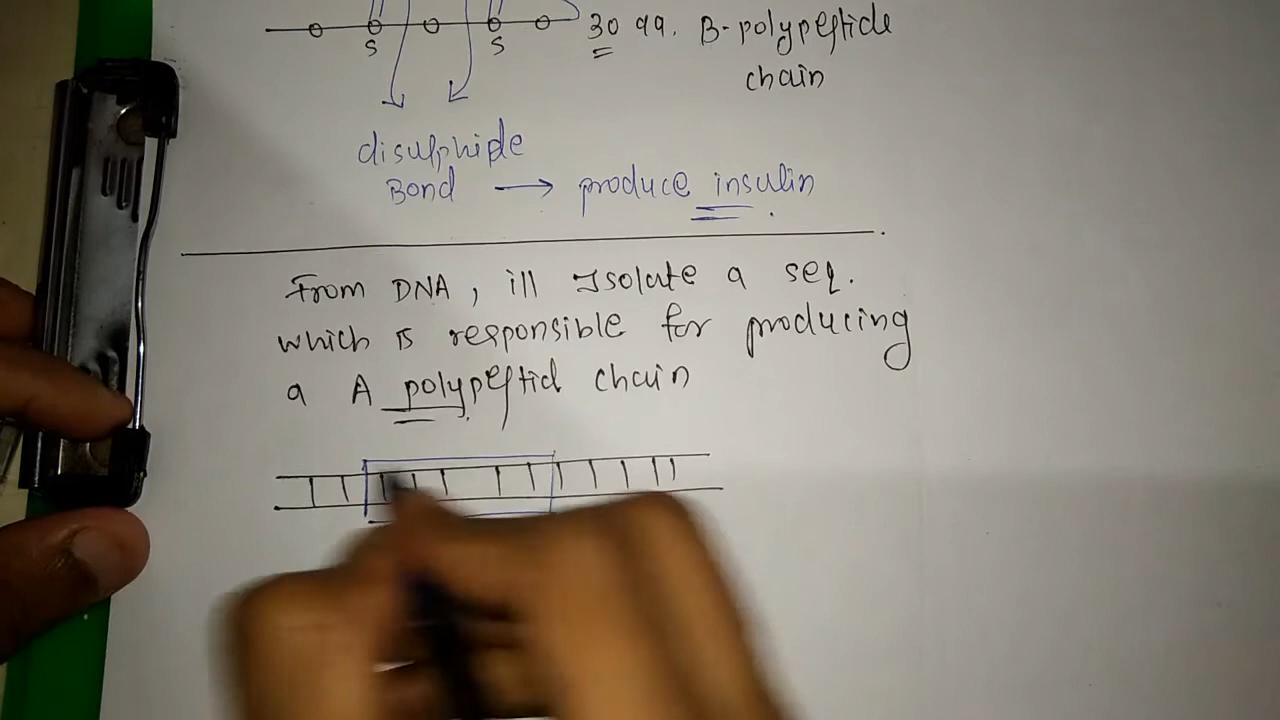 30 aa. B-polypeptide
chain
S S
disulphide
Bond → produce insulin.
From DNA, ill Isolate a seq.
which is responsible for producing
a A polypeptid chain